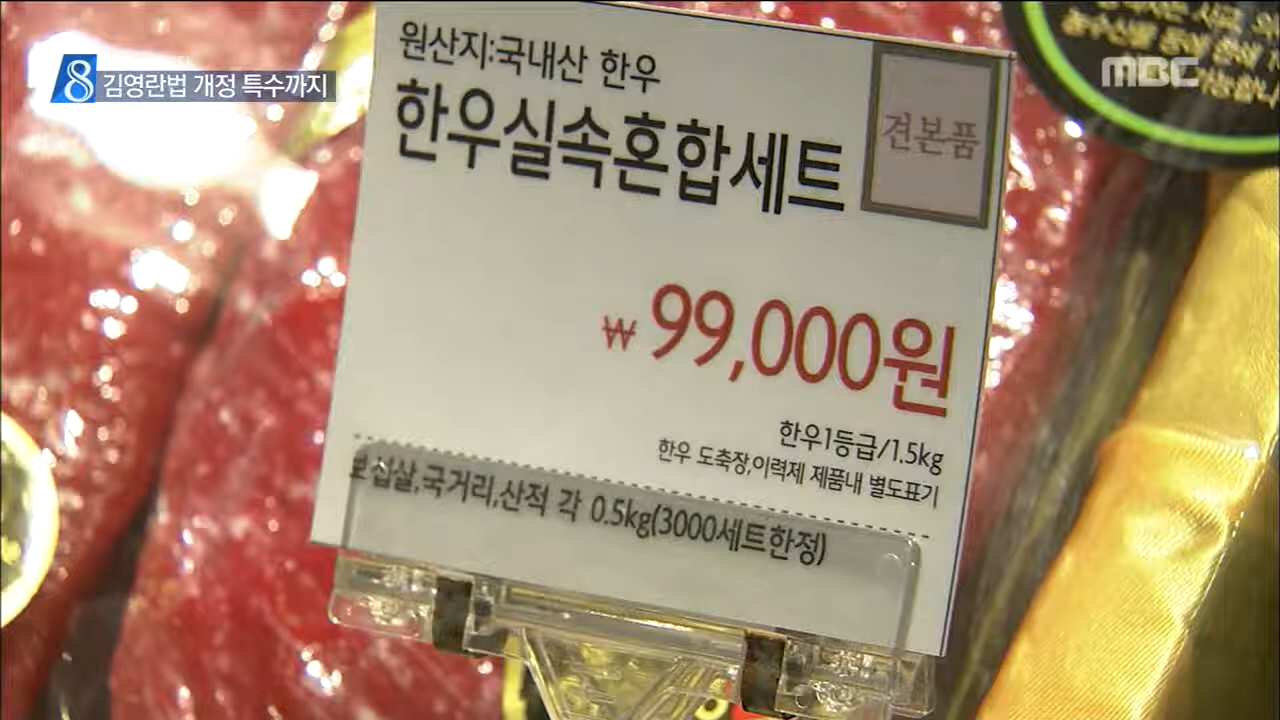 8 김영란법 개정 특수까지
MBC
원산지:국내산 한우
한우실속혼합세트
견본품
₩99,000원
한우1등급/1.5kg
한우 도축장,이력제 제품내 별도표기
보섭살,국거리,산적 각 0.5kg(3000세트한정)